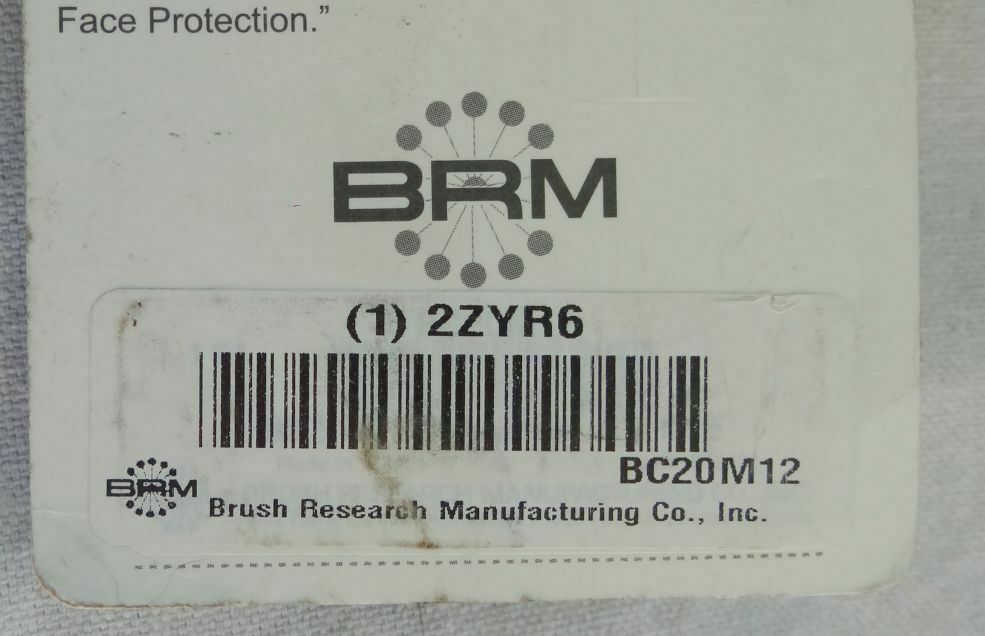 Face Protection.”
BRM
(1) 2ZYR6
BC20M12
BRM
Brush Research Manufacturing Co., Inc.